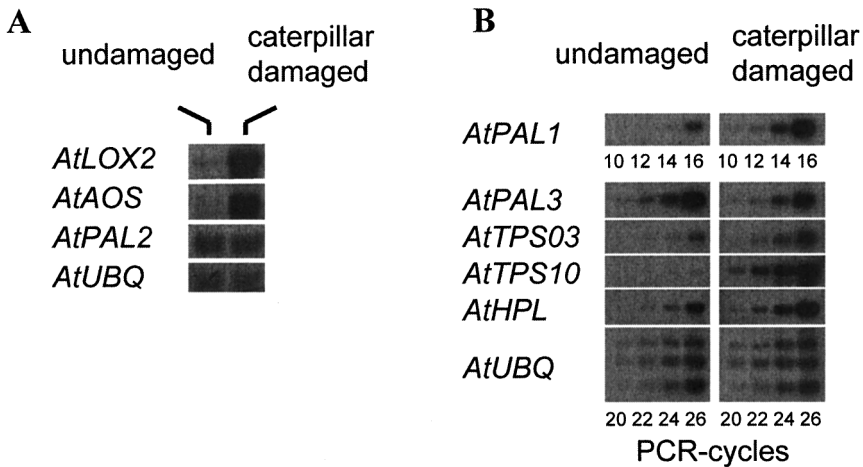 A
undamaged
caterpillar
damaged
AtLOX2
AtAOS
AtPAL2
AtUBQ
B
undamaged
caterpillar
damaged
AtPAL1
10 12 14 16 10 12 14 16
AtPAL3
AtTPS03
AtTPS10
AtHPL
AtUBQ
20 22 24 26 20 22 24 26
PCR-cycles